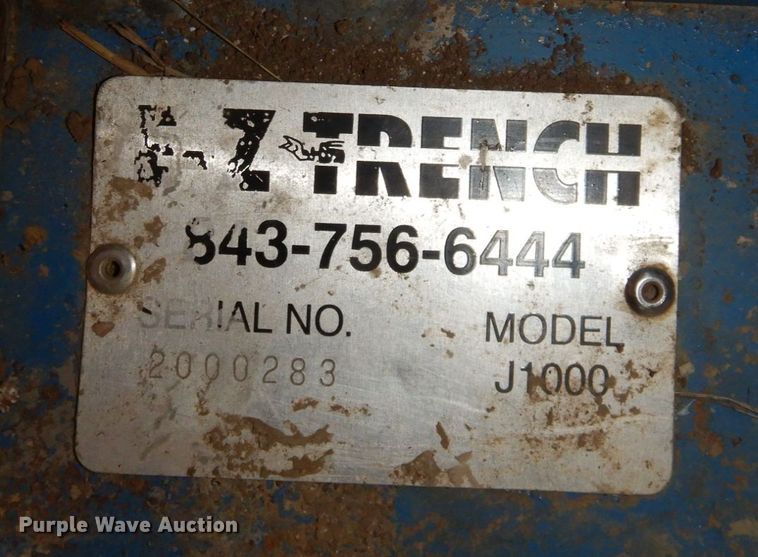 E-Z TRENCH
843-756-6444
SERIAL NO.
MODEL
2000283
J1000
Purple Wave Auction